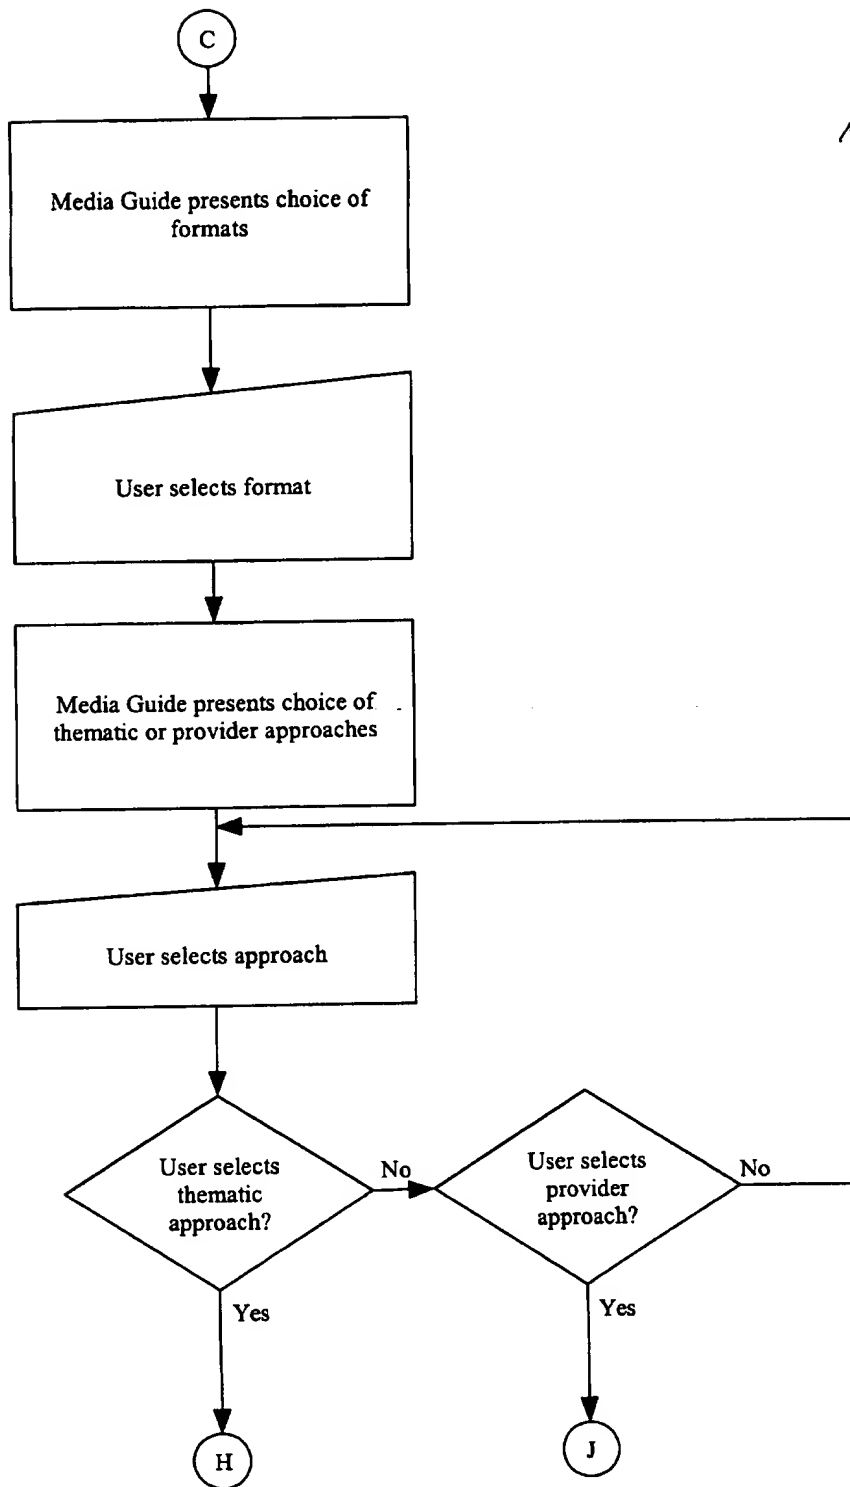 C
Media Guide presents choice of
formats
User selects format
Media Guide presents choice of
thematic or provider approaches
User selects approach
User selects
thematic
approach?
No
User selects
provider
approach?
No
Yes
Yes
H
J